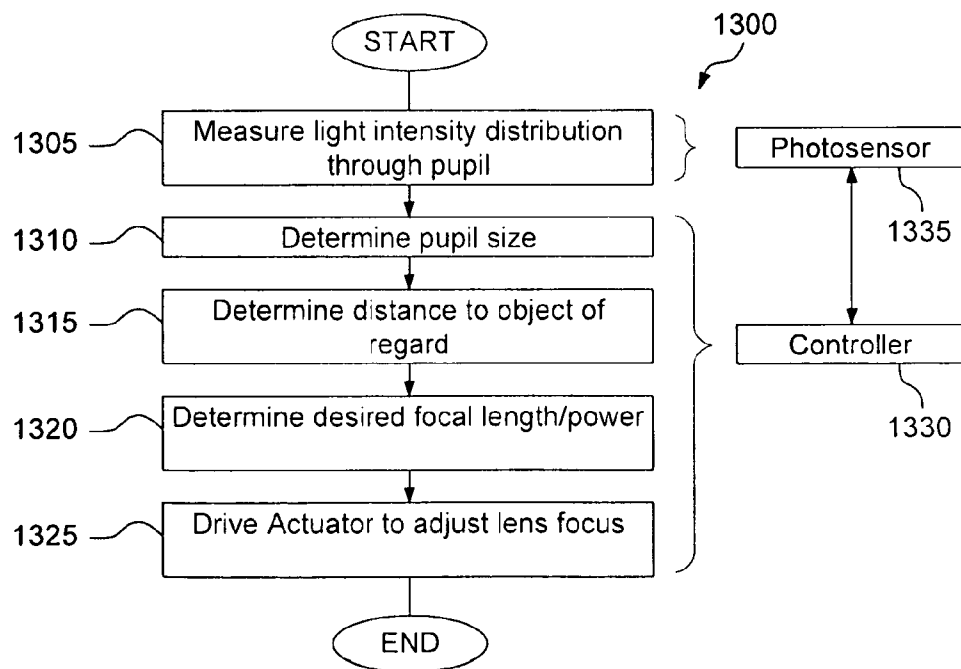 START
1300
1305
Measure light intensity distribution
through pupil
Photosensor
1335
1310
Determine pupil size
1315
Determine distance to object of
regard
Controller
1330
1320
Determine desired focal length/power
1325
Drive Actuator to adjust lens focus
END